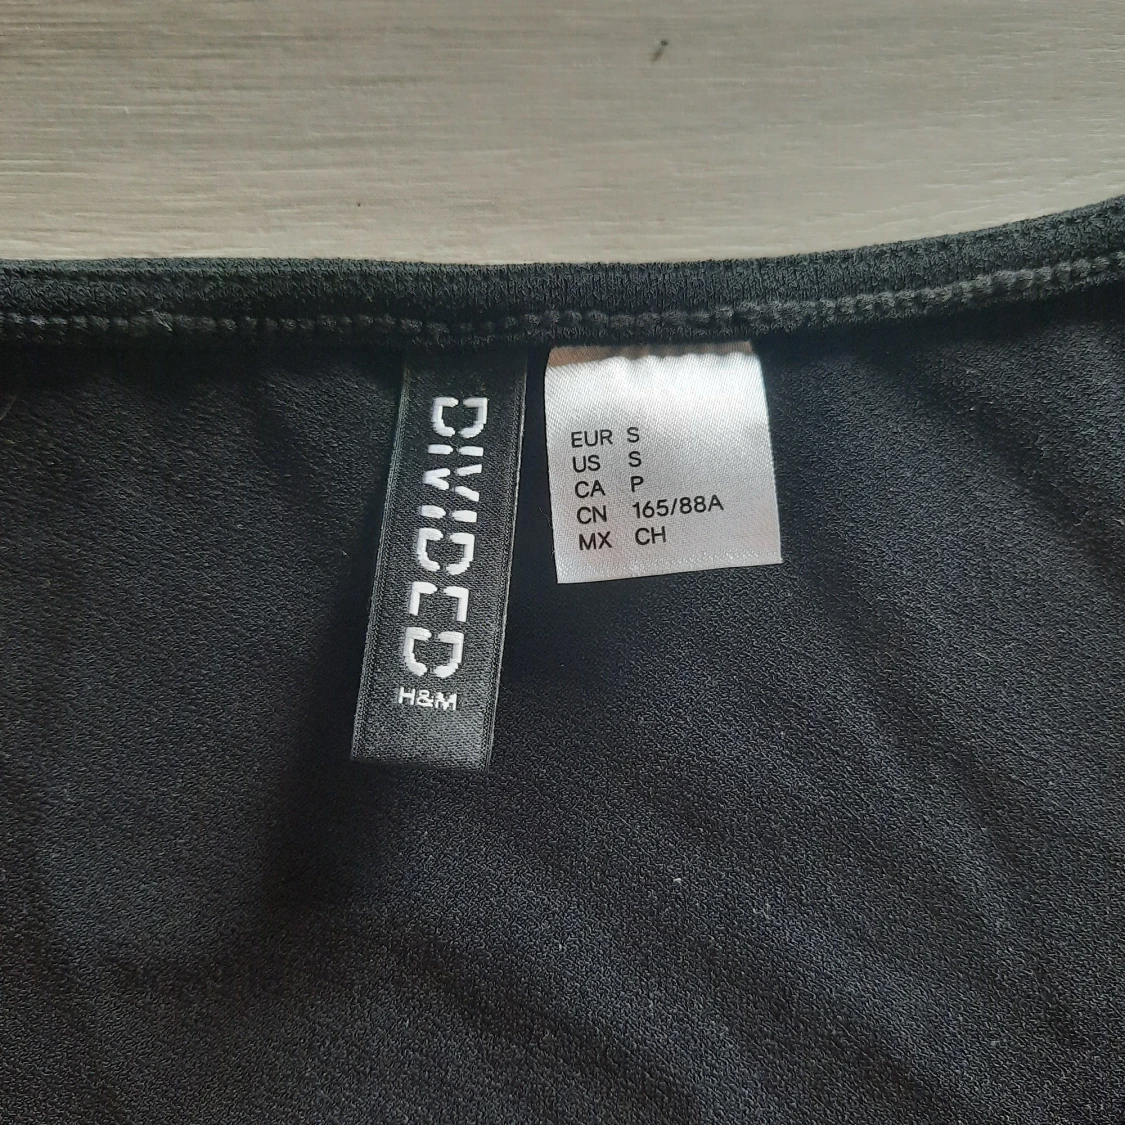 DIVIDED
H&M
EUR S
US S
CA P
CN 165/88A
MX CH